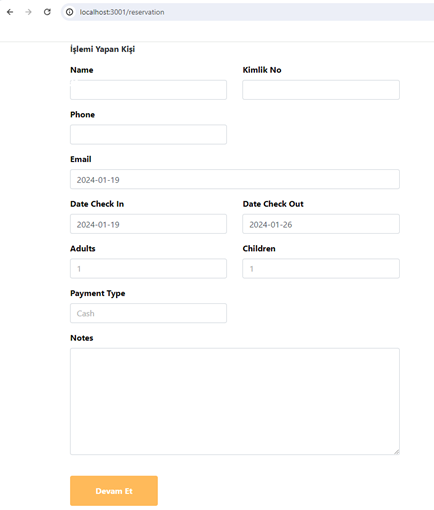 localhost:3001/reservation
İşlemi Yapan Kişi
Name Kimlik No
Phone
Email
2024-01-19
Date Check In Date Check Out
2024-01-19 2024-01-26
Adults Children
1 1
Payment Type
Cash
Notes
Devam Et